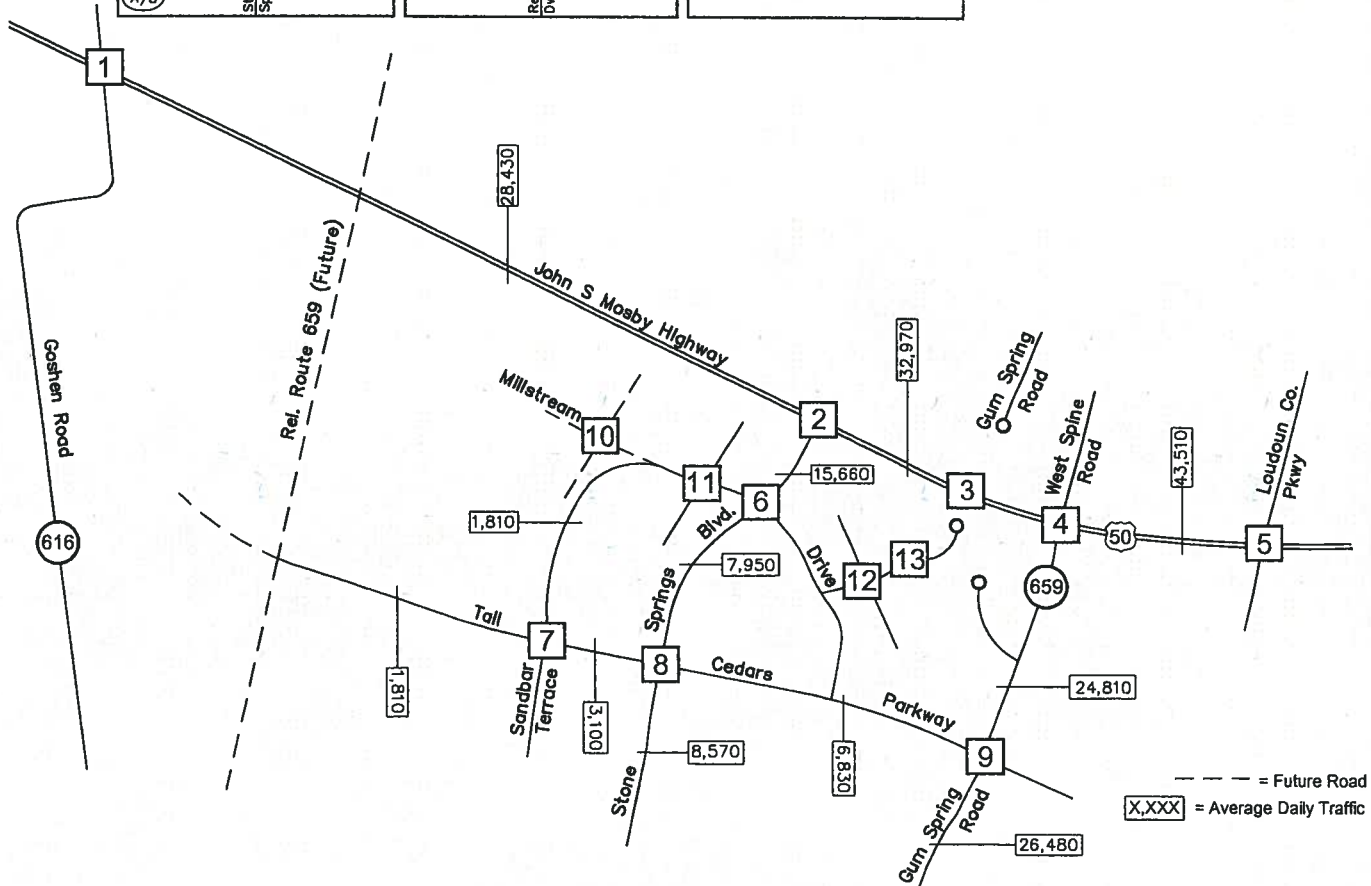 1
28,430
John S Mosby Highway
Rel. Route 659 (Future)
Goshen Road
616
32,970
Gum Spring
Road
West Spine
Road
Loudoun Co.
Pkwy
43,510
Millstream
10
2
15,660
3
4
50
5
11
6
Blvd.
1,810
Springs
7,950
Drive
12
13
659
Tall
7
8
Cedars
Parkway
24,810
1,810
Sandbar
Terrace
3,100
Stone
8,570
6,830
9
Gum Spring
Road
26,480
= Future Road
X,XXX = Average Daily Traffic